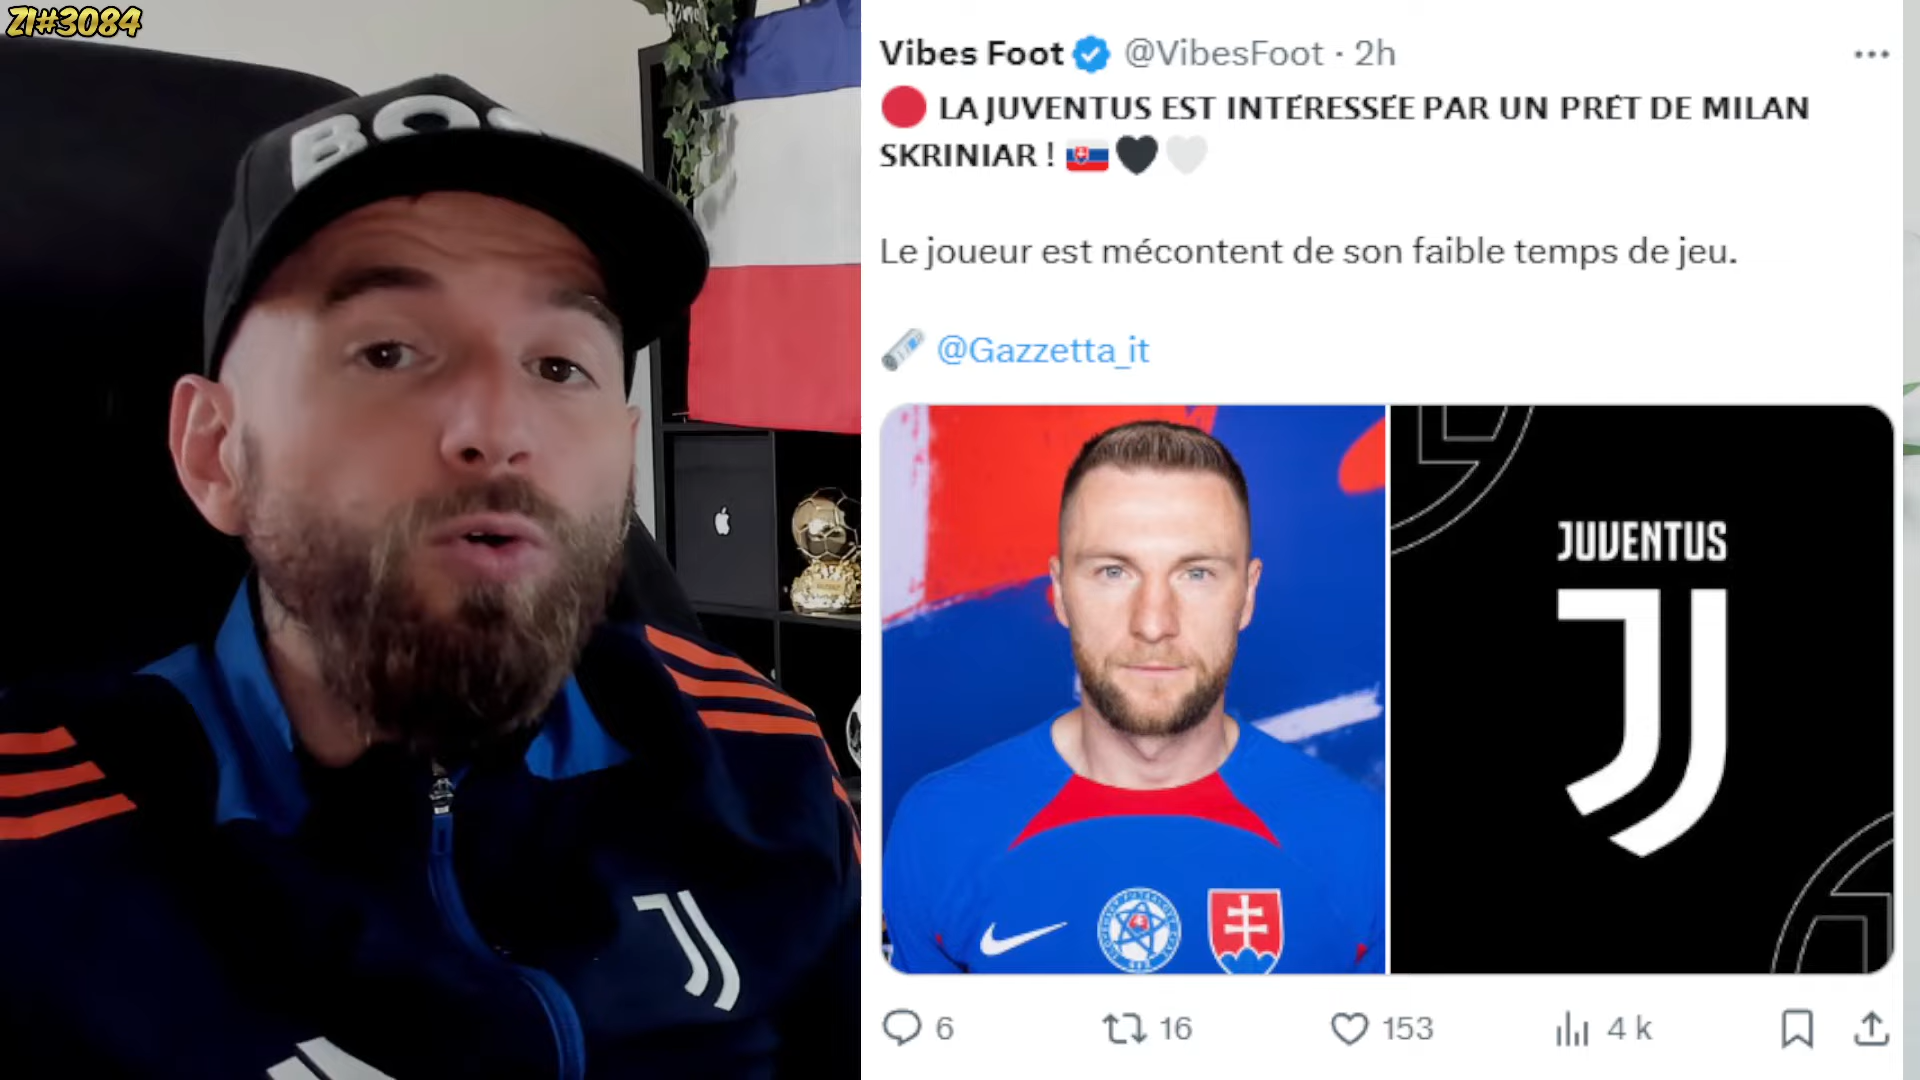 ZI#3084
BOS
Vibes Foot @VibesFoot · 2h
LA JUVENTUS EST INTÉRESSÉE PAR UN PRÊT DE MILAN
SKRINIAR !
Le joueur est mécontent de son faible temps de jeu.
@Gazzetta_it
JUVENTUS
6 16 153 4 k